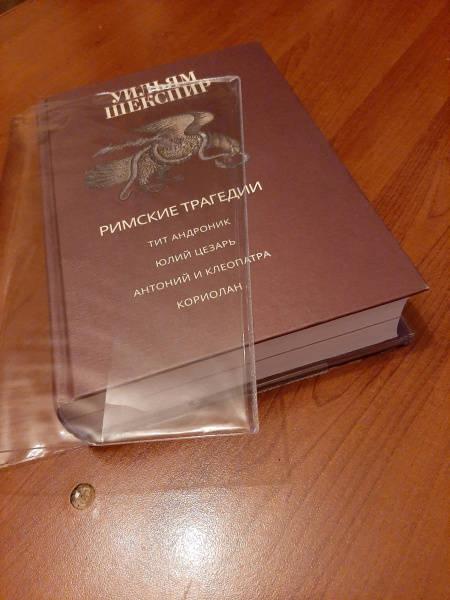 УИЛЬЯМ
ШЕКСПИР
РИМСКИЕ ТРАГЕДИИ
ТИТ АНДРОНИК
ЮЛИЙ ЦЕЗАРЬ
АНТОНИЙ И КЛЕОПАТРА
КОРИОЛАН